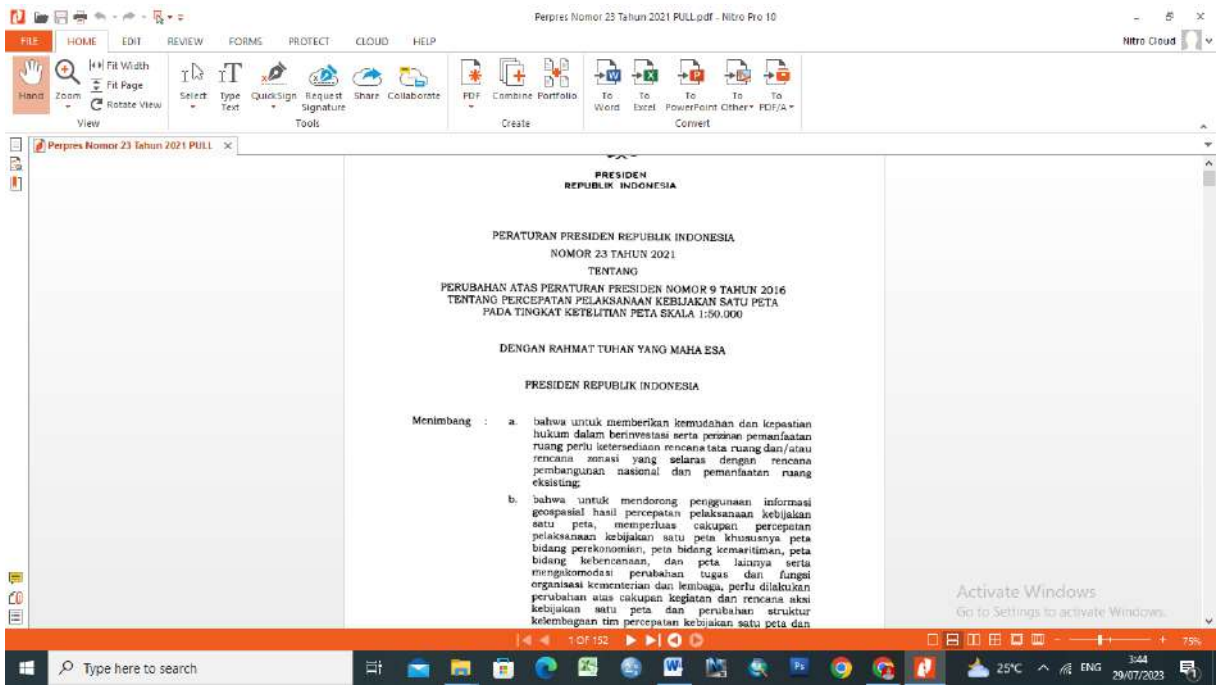 Perpres Nomor 23 Tahun 2021 PULL.pdf - Nitro Pro 10
FILE HOME EDIT REVIEW FORMS PROTECT CLOUD HELP Nitro Cloud
Hand
Zoom
Fit Width
Fit Page
Rotate View
View
Select
Type Text
QuickSign
Request Signature
Share
Collaborate
Tools
PDF
Combine
Portfolio
Create
To Word
To Excel
To PowerPoint
To Other
To PDF/A
Convert
Perpres Nomor 23 Tahun 2021 PULL
PRESIDEN
REPUBLIK INDONESIA
PERATURAN PRESIDEN REPUBLIK INDONESIA
NOMOR 23 TAHUN 2021
TENTANG
PERUBAHAN ATAS PERATURAN PRESIDEN NOMOR 9 TAHUN 2016
TENTANG PERCEPATAN PELAKSANAAN KEBIJAKAN SATU PETA
PADA TINGKAT KETELITIAN PETA SKALA 1:50.000
DENGAN RAHMAT TUHAN YANG MAHA ESA
PRESIDEN REPUBLIK INDONESIA
Menimbang : a. bahwa untuk memberikan kemudahan dan kepastian
hukum dalam berinvestasi serta perizinan pemanfaatan
ruang perlu ketersediaan rencana tata ruang dan/atau
rencana zonasi yang selaras dengan rencana
pembangunan nasional dan pemanfaatan ruang
eksisting;
b. bahwa untuk mendorong penggunaan informasi
geospasial hasil percepatan pelaksanaan kebijakan
satu peta, memperluas cakupan percepatan
pelaksanaan kebijakan satu peta khususnya peta
bidang perekonomian, peta bidang kemaritiman, peta
bidang kebencanaan, dan peta lainnya serta
mengakomodasi perubahan tugas dan fungsi
organisasi kementerian dan lembaga, perlu dilakukan
perubahan atas cakupan kegiatan dan rencana aksi
kebijakan satu peta dan perubahan struktur
kelembagaan tim percepatan kebijakan satu peta dan
Activate Windows
Go to Settings to activate Windows.
1 OF 152
75%
Type here to search
25°C
ENG
3:44
29/07/2023